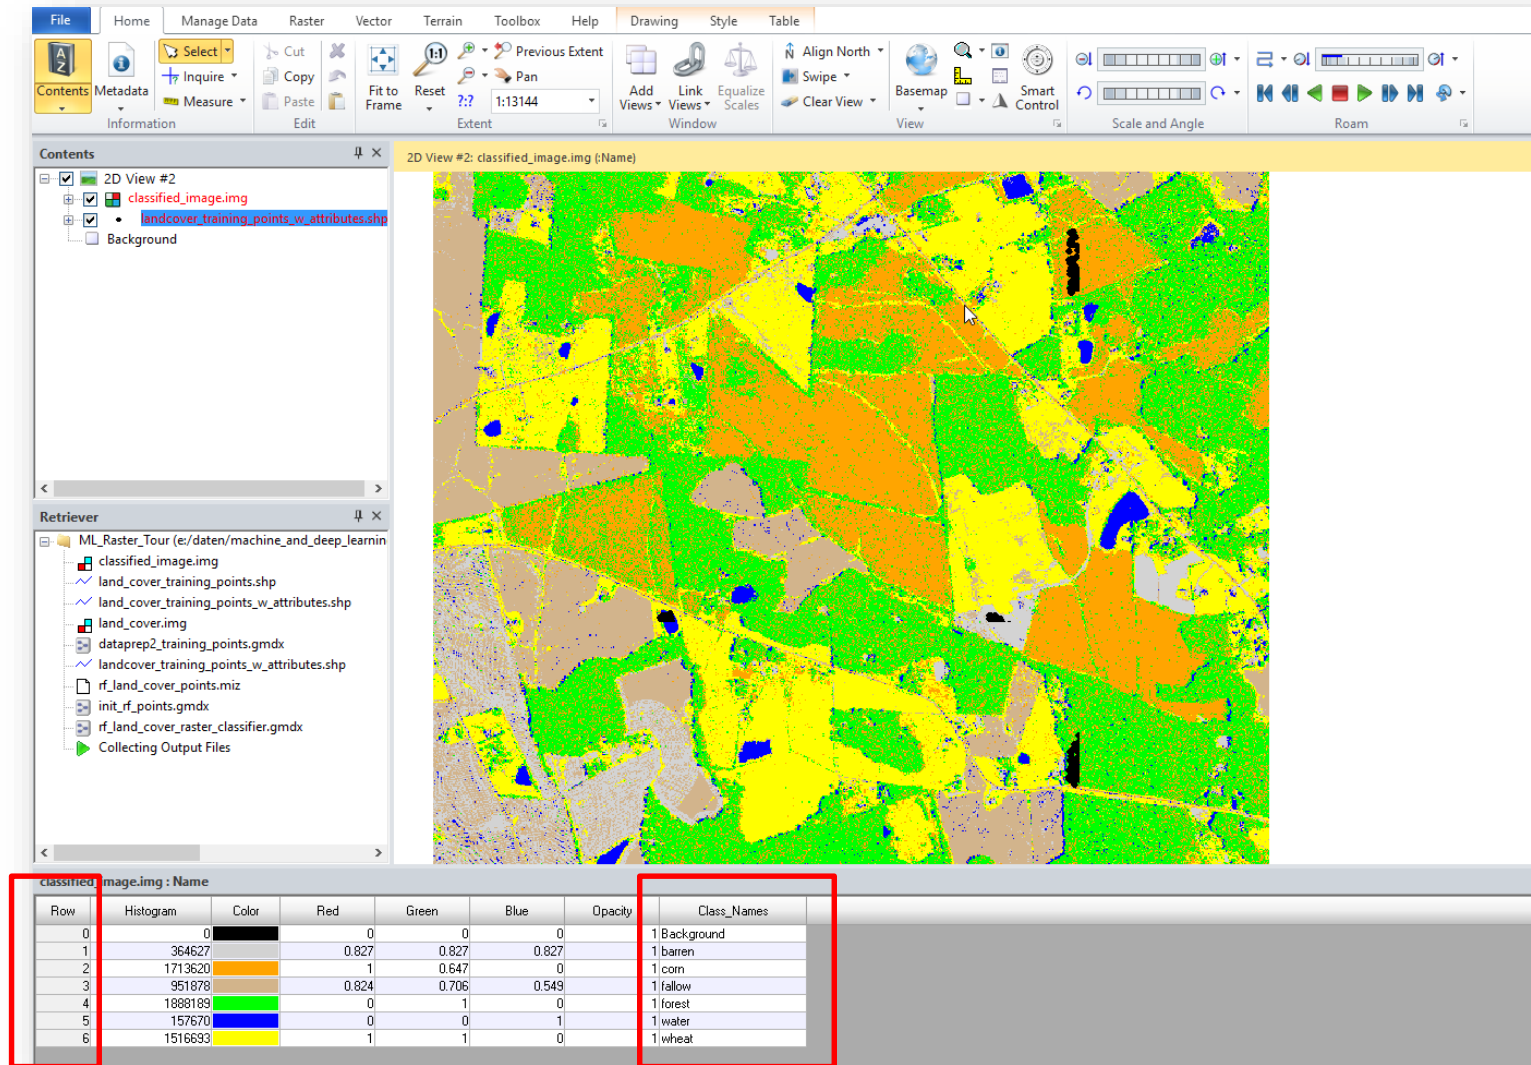 File Home Manage Data Raster Vector Terrain Toolbox Help Drawing Style Table
Contents
Metadata
Select
Inquire
Measure
Information
Cut
Copy
Paste
Edit
Fit to
Frame
Reset
1:1
Previous Extent
Pan
?:?
1:13144
Extent
Add
Views
Link
Views
Equalize
Scales
Window
Align North
Swipe
Clear View
Basemap
Smart
Control
View
Scale and Angle
Roam
Contents
2D View #2
classified_image.img
landcover_training_points_w_attributes.shp
Background
2D View #2: classified_image.img (:Name)
Retriever
ML_Raster_Tour (e:/daten/machine_and_deep_learnin
classified_image.img
land_cover_training_points.shp
land_cover_training_points_w_attributes.shp
land_cover.img
dataprep2_training_points.gmdx
landcover_training_points_w_attributes.shp
rf_land_cover_points.miz
init_rf_points.gmdx
rf_land_cover_raster_classifier.gmdx
Collecting Output Files
classified_image.img : Name
Row Histogram Color Red Green Blue Opacity Class_Names
0 0 0 0 0 1 Background
1 364627 0.827 0.827 0.827 1 barren
2 1713620 1 0.647 0 1 corn
3 951878 0.824 0.706 0.549 1 fallow
4 1888189 0 1 0 1 forest
5 157670 0 0 1 1 water
6 1516693 1 1 0 1 wheat